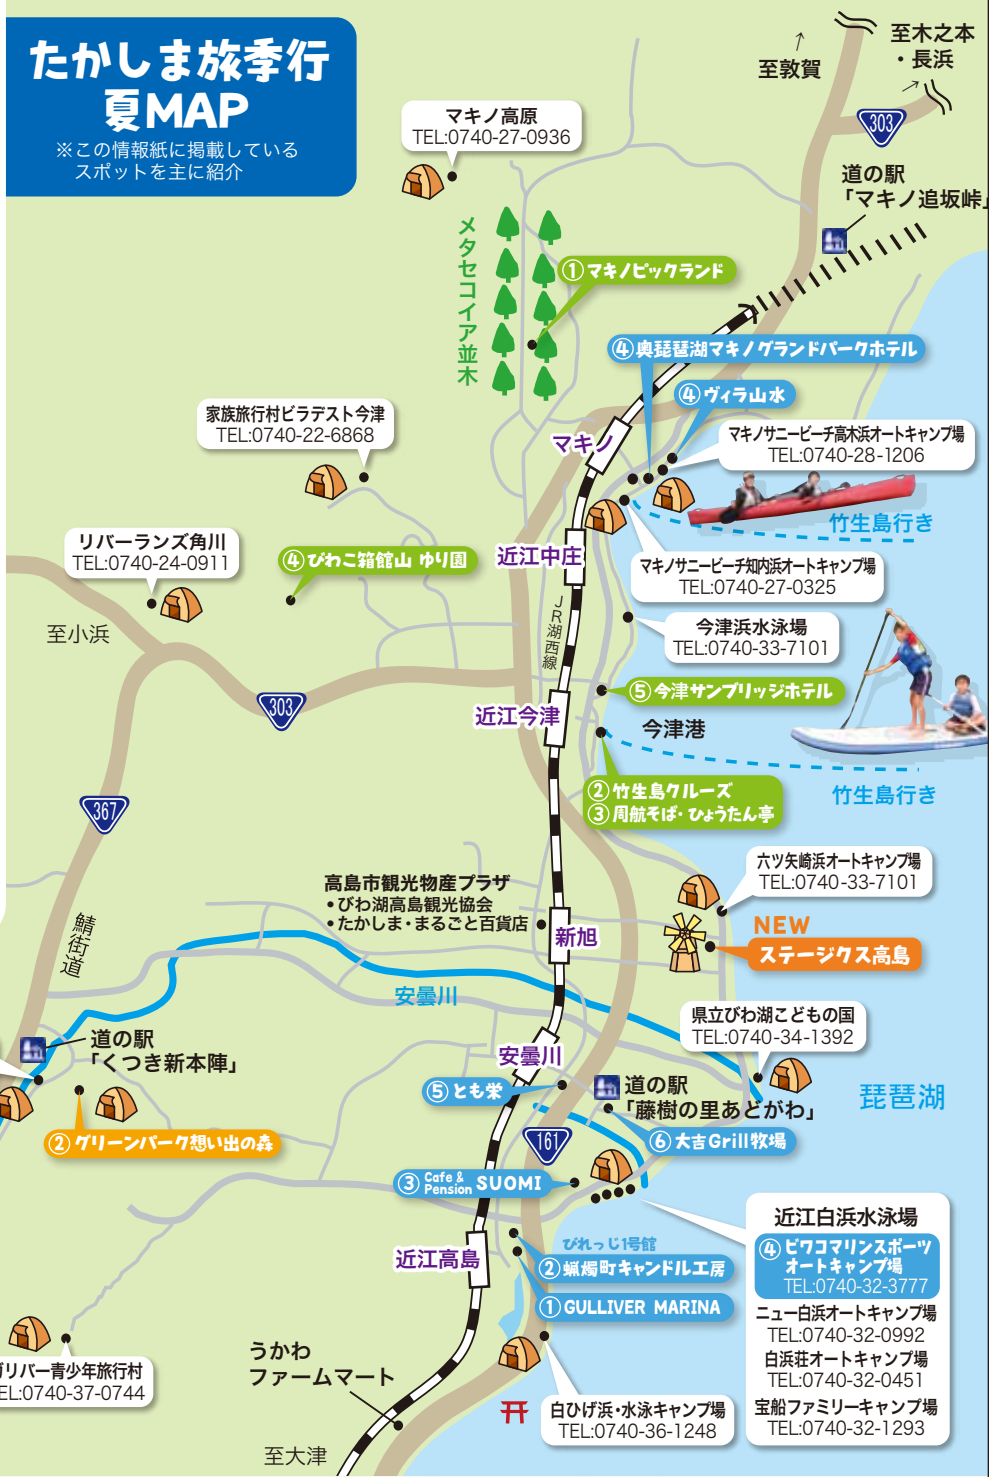 たかしま旅季行
夏MAP
※この情報紙に掲載している
スポットを主に紹介
至敦賀
至木之本
・長浜
303
マキノ高原
TEL:0740-27-0936
道の駅
「マキノ追坂峠」
メタセコイア並木
①マキノピックランド
④奥琵琶湖マキノグランドパークホテル
④ヴィラ山水
家族旅行村ビラデスト今津
TEL:0740-22-6868
マキノ
マキノサニービーチ高木浜オートキャンプ場
TEL:0740-28-1206
竹生島行き
リバーランズ角川
TEL:0740-24-0911
④びわこ箱館山 ゆり園
近江中庄
マキノサニービーチ知内浜オートキャンプ場
TEL:0740-27-0325
JR湖西線
至小浜
今津浜水泳場
TEL:0740-33-7101
303
近江今津
⑤今津サンブリッジホテル
今津港
竹生島行き
367
②竹生島クルーズ
③周航そば・ひょうたん亭
高島市観光物産プラザ
•びわ湖高島観光協会
•たかしま・まるごと百貨店
六ツ矢崎浜オートキャンプ場
TEL:0740-33-7101
鯖街道
新旭
NEW
ステージクス高島
安曇川
県立びわ湖こどもの国
TEL:0740-34-1392
道の駅
「くつき新本陣」
安曇川
⑤とも栄
道の駅
「藤樹の里あどがわ」
琵琶湖
②グリーンパーク想い出の森
161
⑥大吉Grill牧場
③Cafe & Pension SUOMI
近江白浜水泳場
④ビワコマリンスポーツ
オートキャンプ場
TEL:0740-32-3777
ニュー白浜オートキャンプ場
TEL:0740-32-0992
白浜荘オートキャンプ場
TEL:0740-32-0451
宝船ファミリーキャンプ場
TEL:0740-32-1293
近江高島
びれっじ1号館
②蝋燭町キャンドル工房
①GULLIVER MARINA
ガリバー青少年旅行村
TEL:0740-37-0744
うかわ
ファームマート
白ひげ浜・水泳キャンプ場
TEL:0740-36-1248
至大津